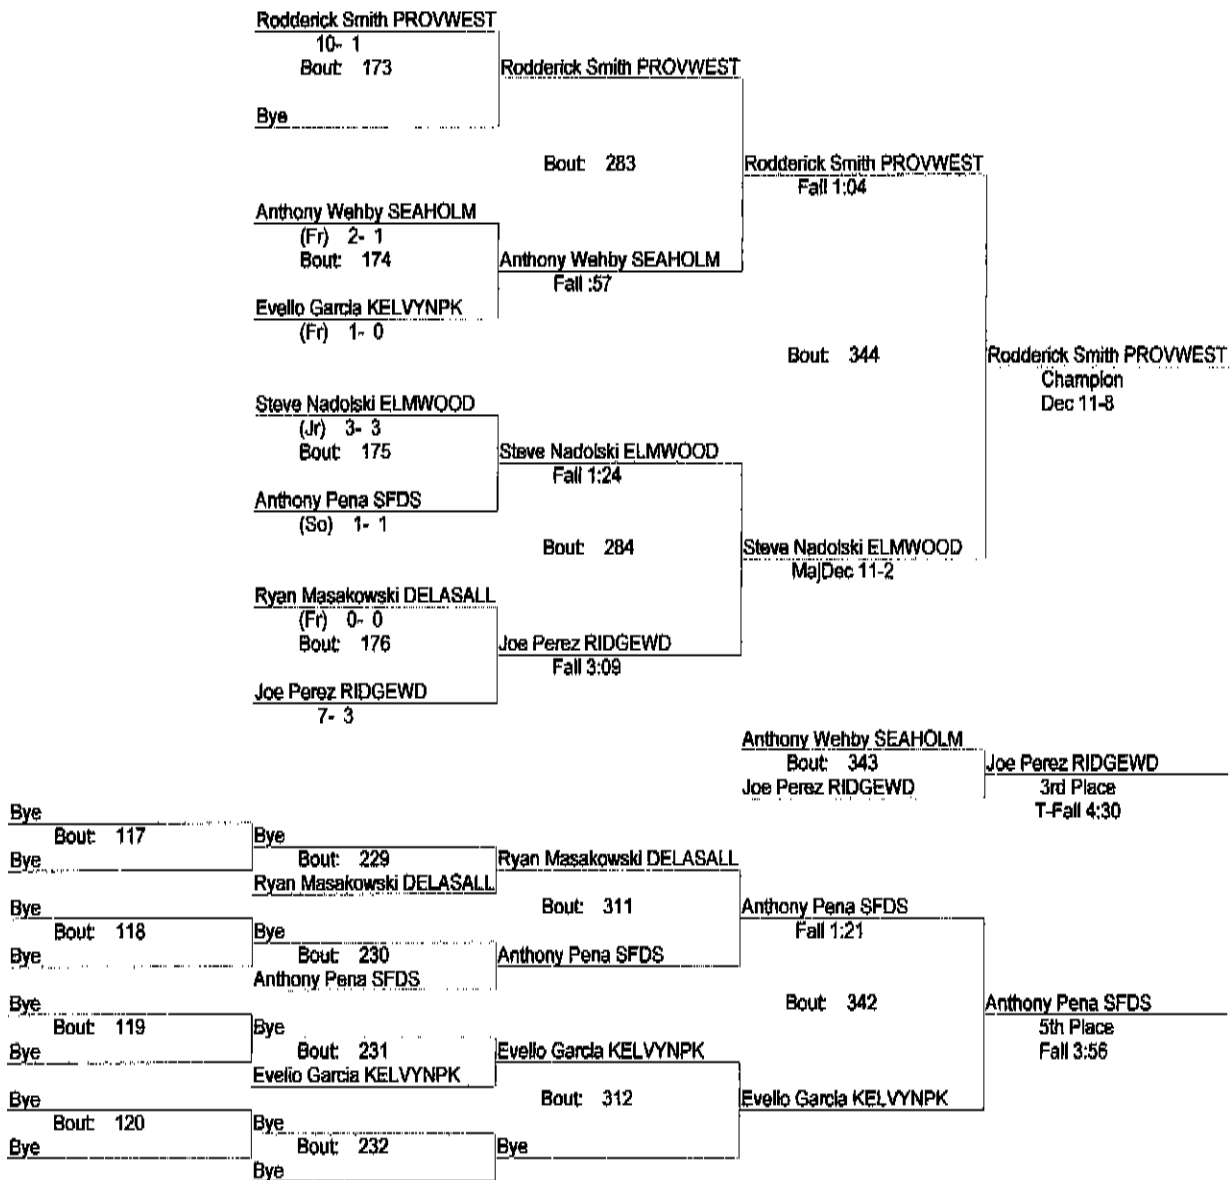 Rodderick Smith PROVWEST
10- 1
Bout: 173
Rodderick Smith PROVWEST
Bye
Bout: 283
Rodderick Smith PROVWEST
Fall 1:04
Anthony Wehby SEAHOLM
(Fr) 2- 1
Bout: 174
Anthony Wehby SEAHOLM
Fall :57
Evelio Garcia KELVYNPK
(Fr) 1- 0
Bout: 344
Rodderick Smith PROVWEST
Champion
Dec 11-8
Steve Nadolski ELMWOOD
(Jr) 3- 3
Bout: 175
Steve Nadolski ELMWOOD
Fall 1:24
Anthony Pena SFDS
(So) 1- 1
Bout: 284
Steve Nadolski ELMWOOD
MajDec 11-2
Ryan Masakowski DELASALL
(Fr) 0- 0
Bout: 176
Joe Perez RIDGEWD
Fall 3:09
Joe Perez RIDGEWD
7- 3
Anthony Wehby SEAHOLM
Bout: 343
Joe Perez RIDGEWD
Joe Perez RIDGEWD
3rd Place
T-Fall 4:30
Bye
Bout: 117
Bye
Bye
Bout: 229
Ryan Masakowski DELASALL
Ryan Masakowski DELASALL
Bye
Bout: 118
Bye
Bye
Bout: 230
Anthony Pena SFDS
Anthony Pena SFDS
Bout: 311
Anthony Pena SFDS
Fall 1:21
Bye
Bout: 119
Bye
Bye
Bout: 231
Evelio Garcia KELVYNPK
Evelio Garcia KELVYNPK
Bout: 342
Anthony Pena SFDS
5th Place
Fall 3:56
Bye
Bout: 120
Bye
Bye
Bout: 232
Bye
Bye
Bout: 312
Evelio Garcia KELVYNPK